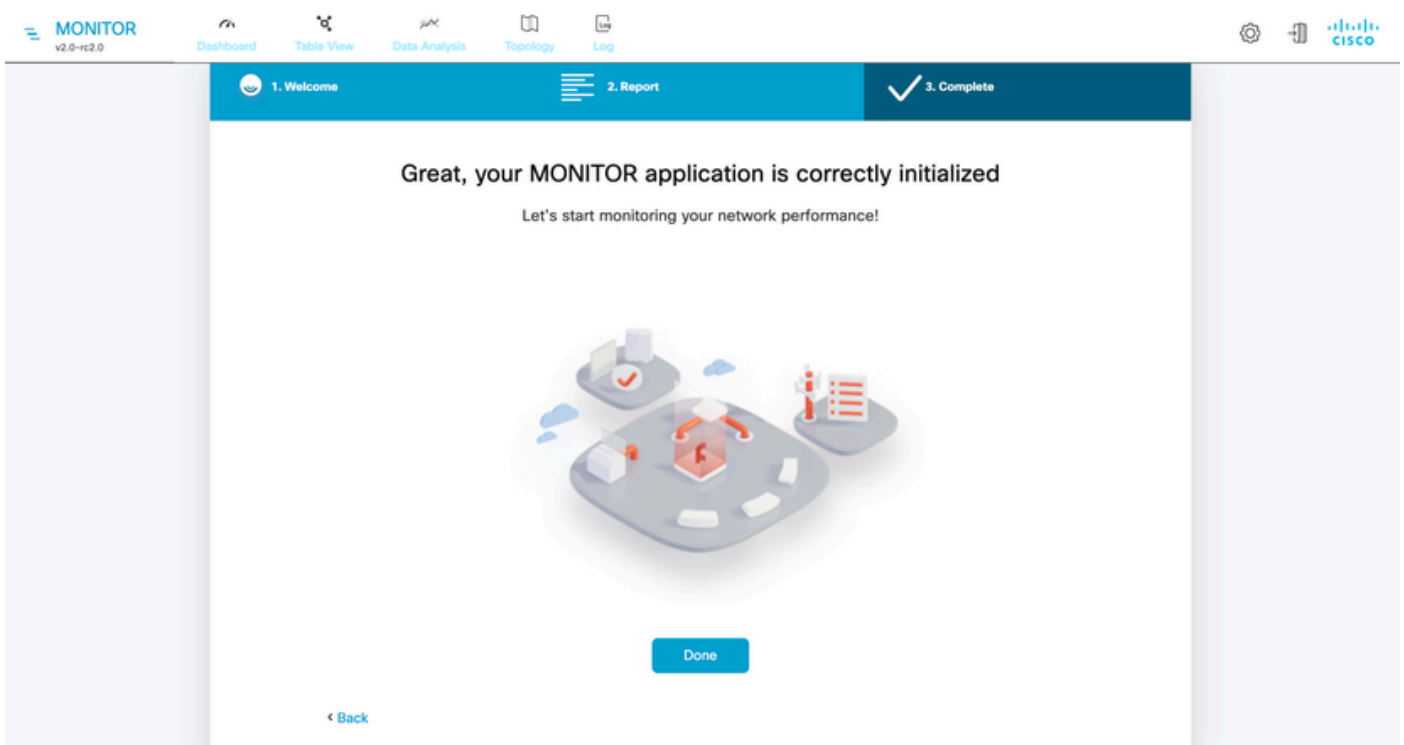 MONITOR
v2.0-rc2.0
Dashboard
Table View
Data Analysis
Topology
Log
Log
CISCO
1. Welcome
2. Report
3. Complete
Great, your MONITOR application is correctly initialized
Let's start monitoring your network performance!
Done
< Back